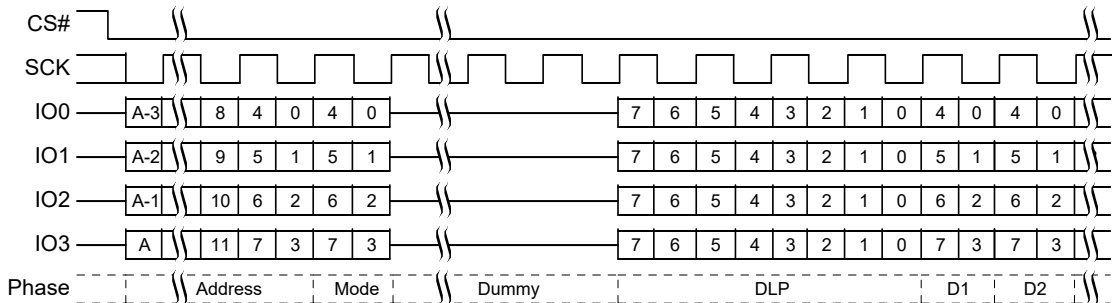 CS#
SCK
IO0 A-3 8 4 0 4 0 7 6 5 4 3 2 1 0 4 0 4 0
IO1 A-2 9 5 1 5 1 7 6 5 4 3 2 1 0 5 1 5 1
IO2 A-1 10 6 2 6 2 7 6 5 4 3 2 1 0 6 2 6 2
IO3 A 11 7 3 7 3 7 6 5 4 3 2 1 0 7 3 7 3
Phase Address Mode Dummy DLP D1 D2